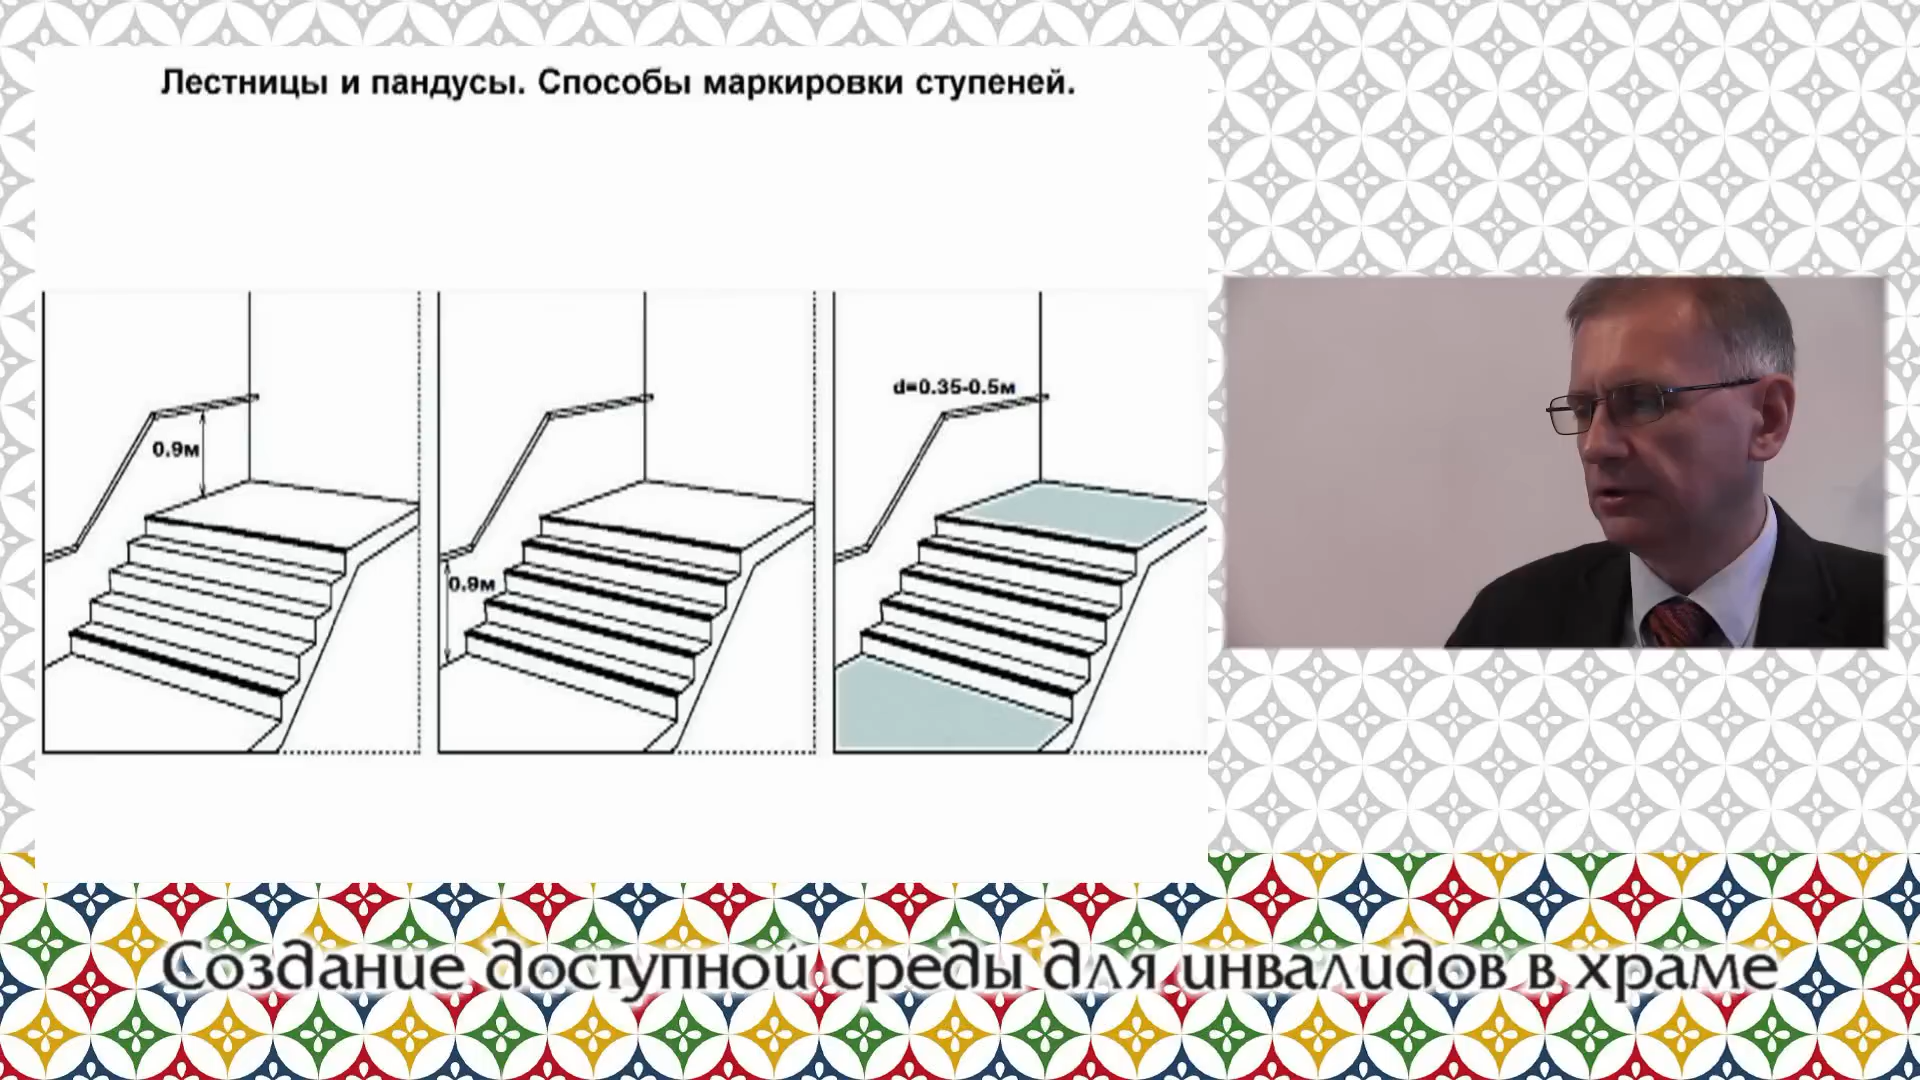 Лестницы и пандусы. Способы маркировки ступеней.
d=0.35-0.5м
0.9м
0.9м
Создание доступной среды для инвалидов в храме